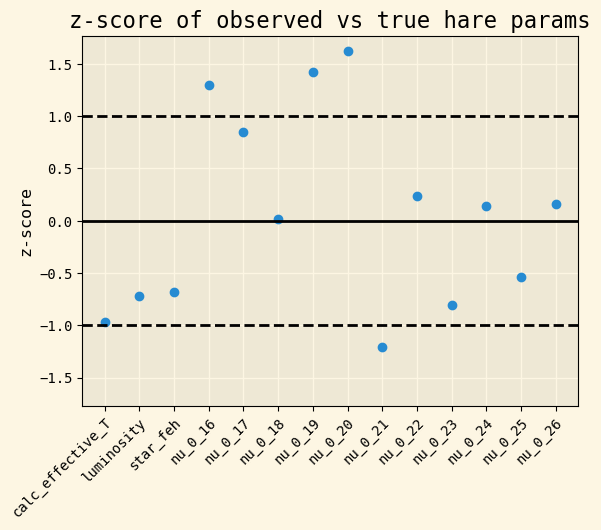 z-score of observed vs true hare params
z-score
1.5
1.0
0.5
0.0
−0.5
−1.0
−1.5
calc_effective_T
luminosity
star_feh
nu_0_16
nu_0_17
nu_0_18
nu_0_19
nu_0_20
nu_0_21
nu_0_22
nu_0_23
nu_0_24
nu_0_25
nu_0_26